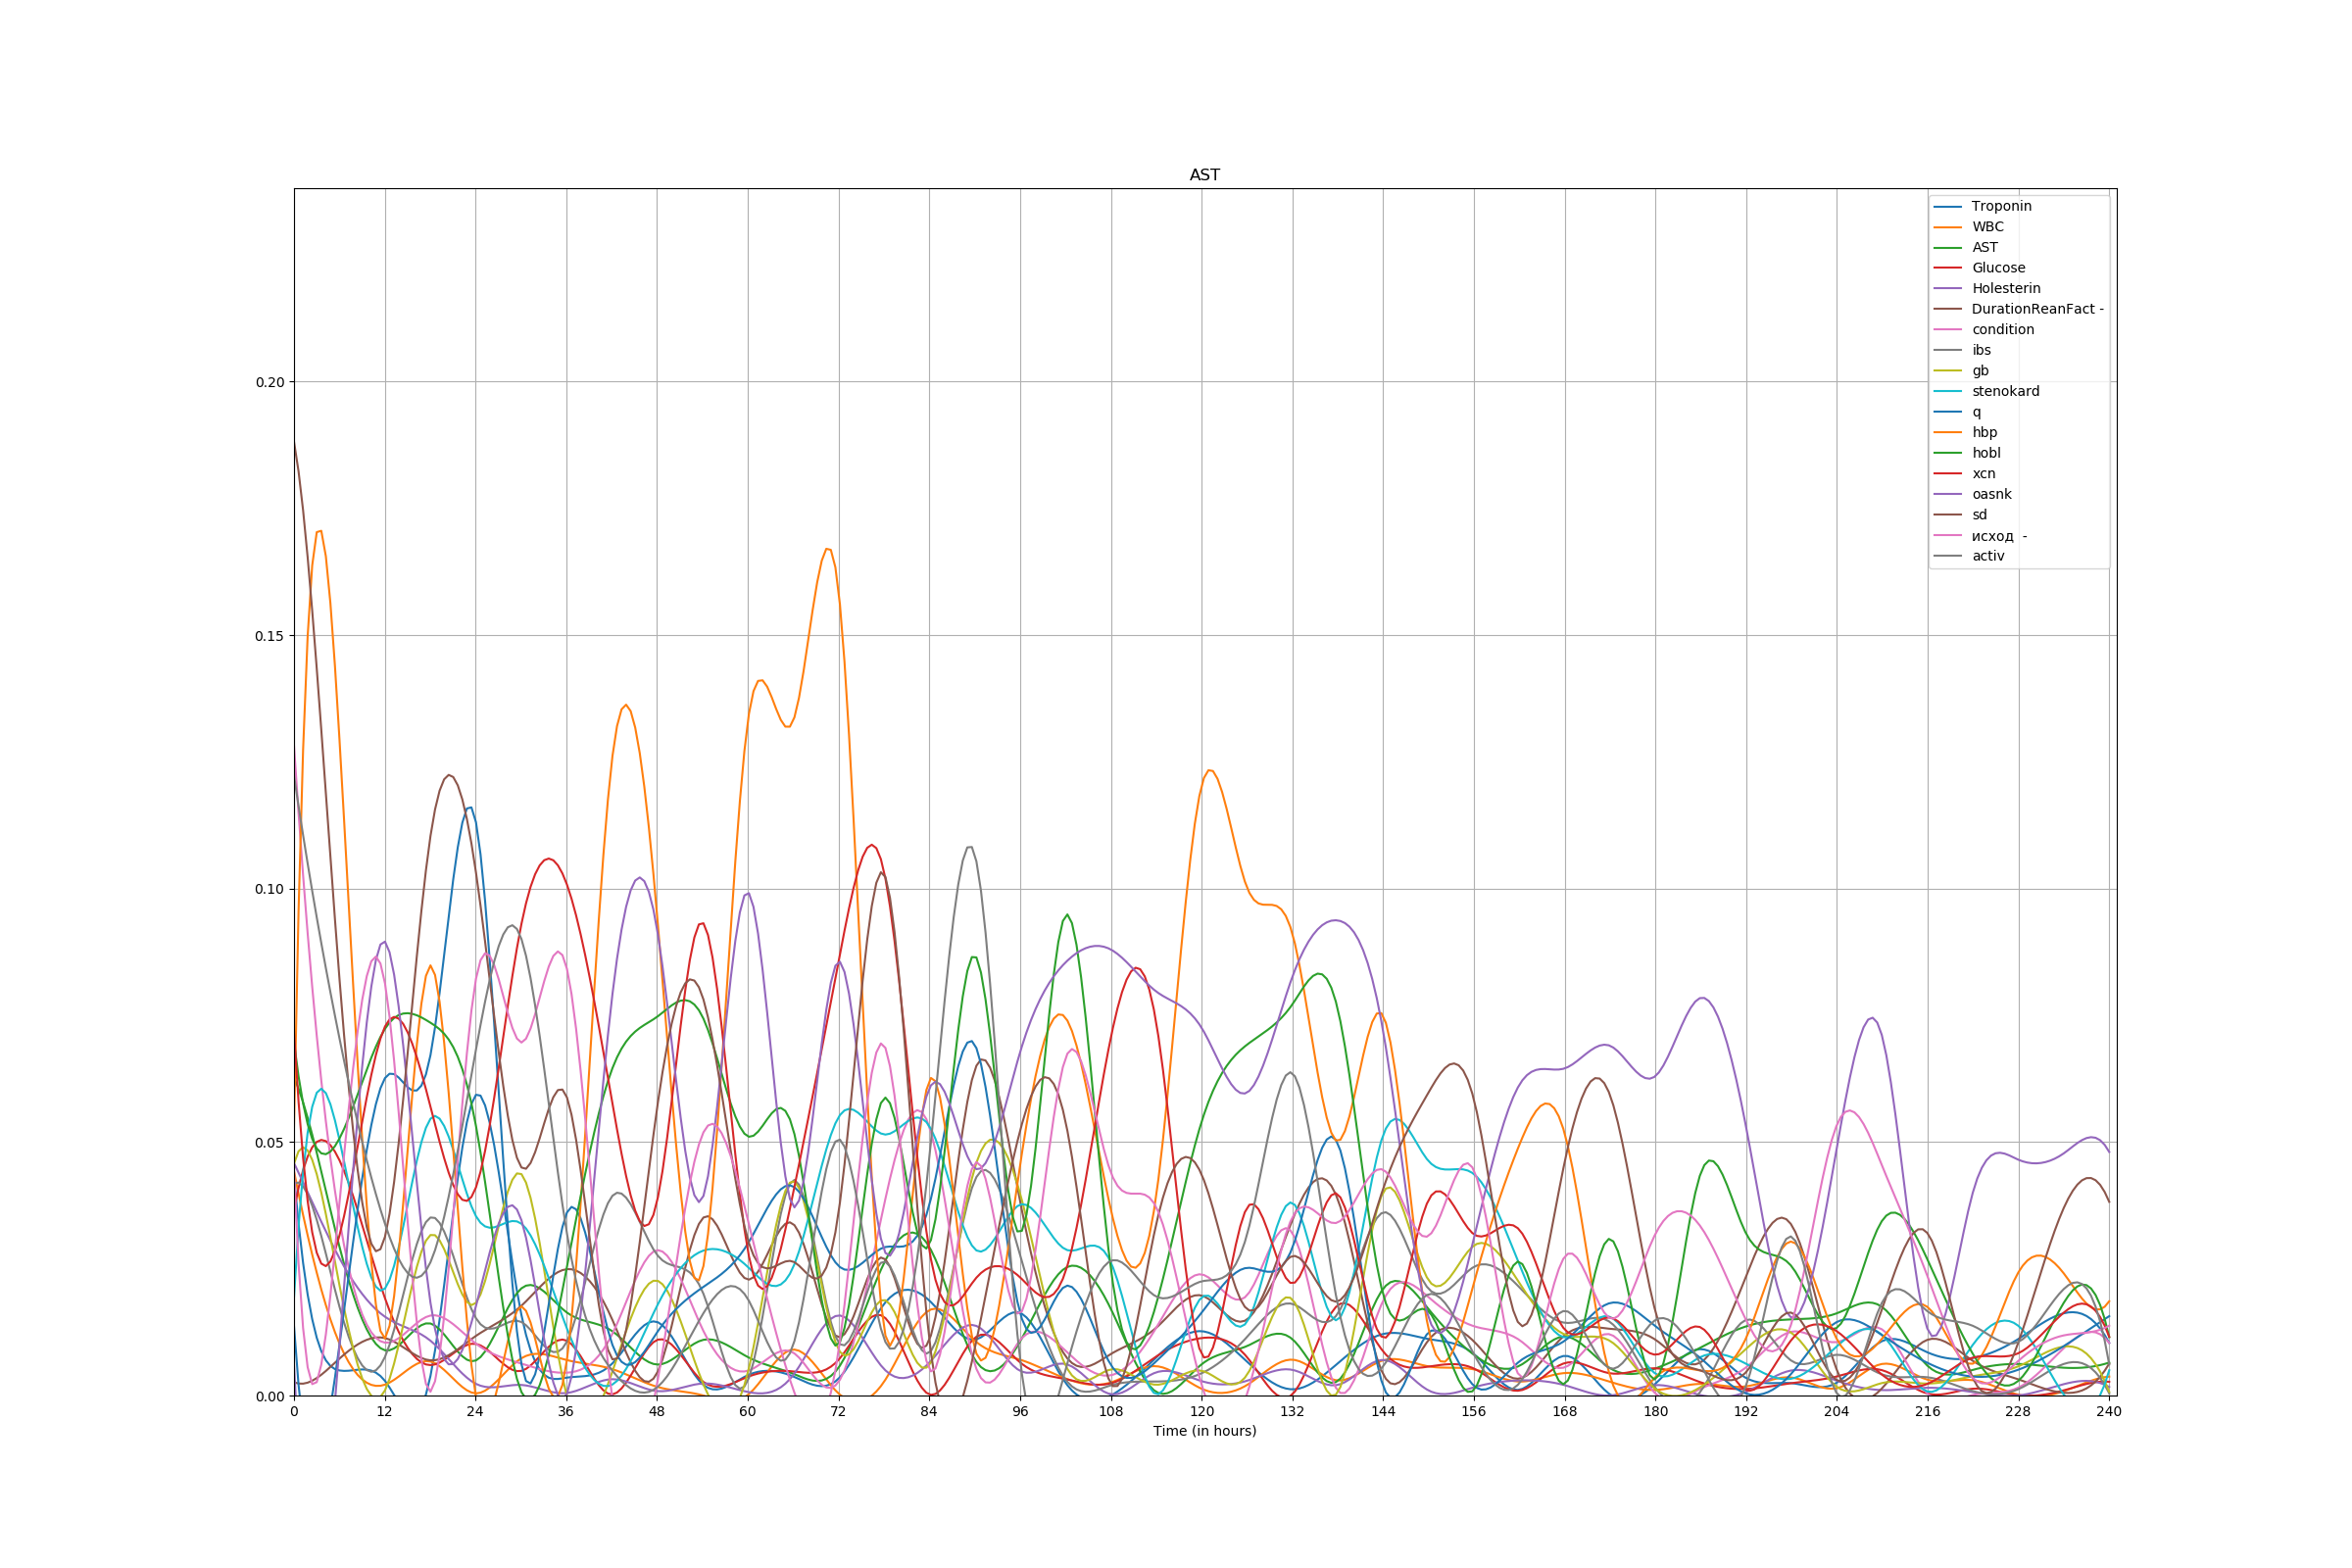 AST
Troponin
WBC
AST
Glucose
Holesterin
DurationReanFact -
condition
ibs
gb
stenokard
q
hbp
hobl
xcn
oasnk
sd
исход -
activ
0.20
0.15
0.10
0.05
0.00
0 12 24 36 48 60 72 84 96 108 120 132 144 156 168 180 192 204 216 228 240
Time (in hours)